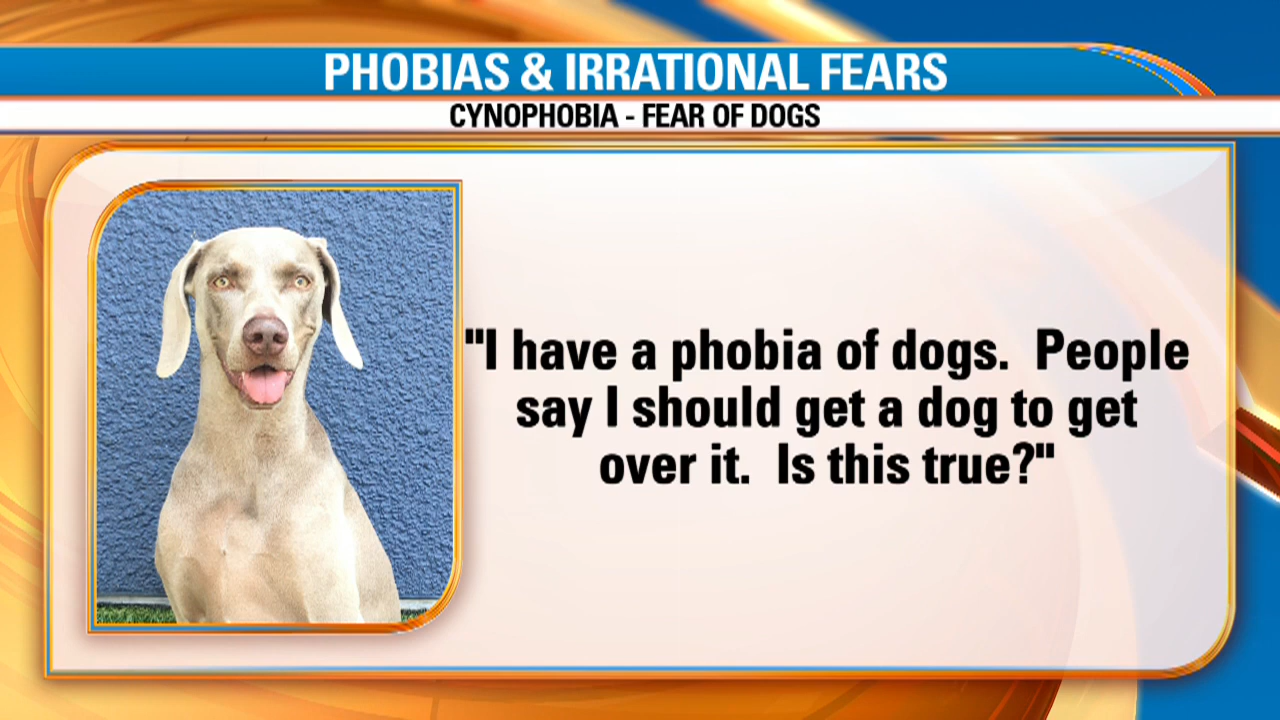 PHOBIAS & IRRATIONAL FEARS
CYNOPHOBIA - FEAR OF DOGS
"I have a phobia of dogs.  People
say I should get a dog to get
over it.  Is this true?"